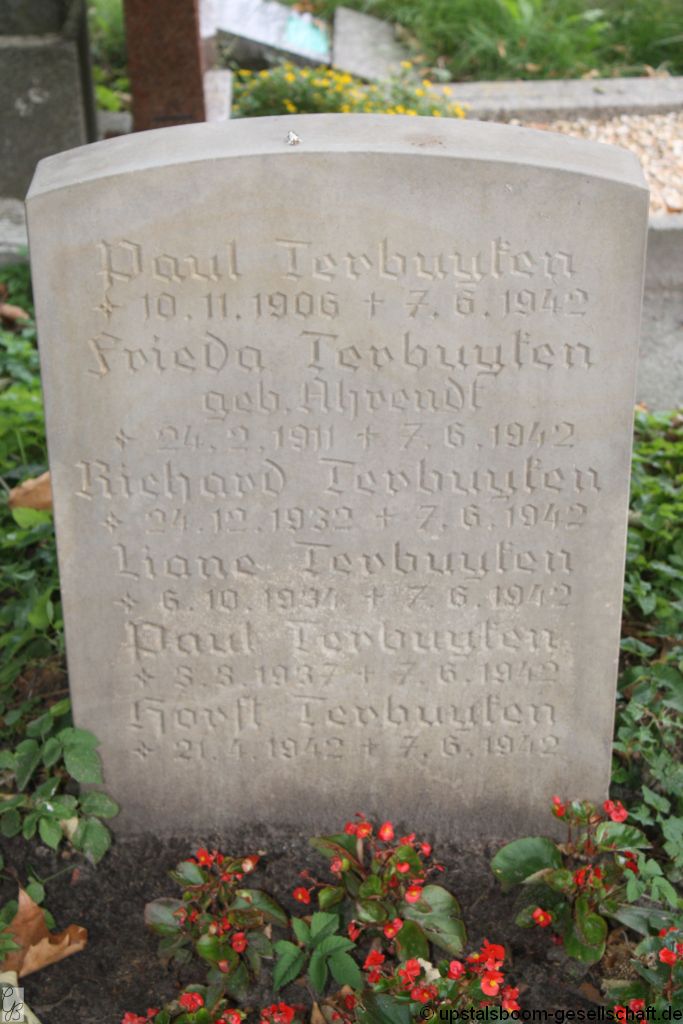 Paul Terbuyken
* 10. 11. 1906 + 7. 6. 1942
Frieda Terbuyken
geb. Ahrendt
* 24. 2. 1911 + 7. 6. 1942
Richard Terbuyken
* 24. 12. 1932 + 7. 6. 1942
Liane Terbuyken
* 6. 10. 1934 + 7. 6. 1942
Paul Terbuyken
* 3. 3. 1937 + 7. 6. 1942
Horst Terbuyken
* 21. 4. 1942 + 7. 6. 1942
© upstalsboom-gesellschaft.de